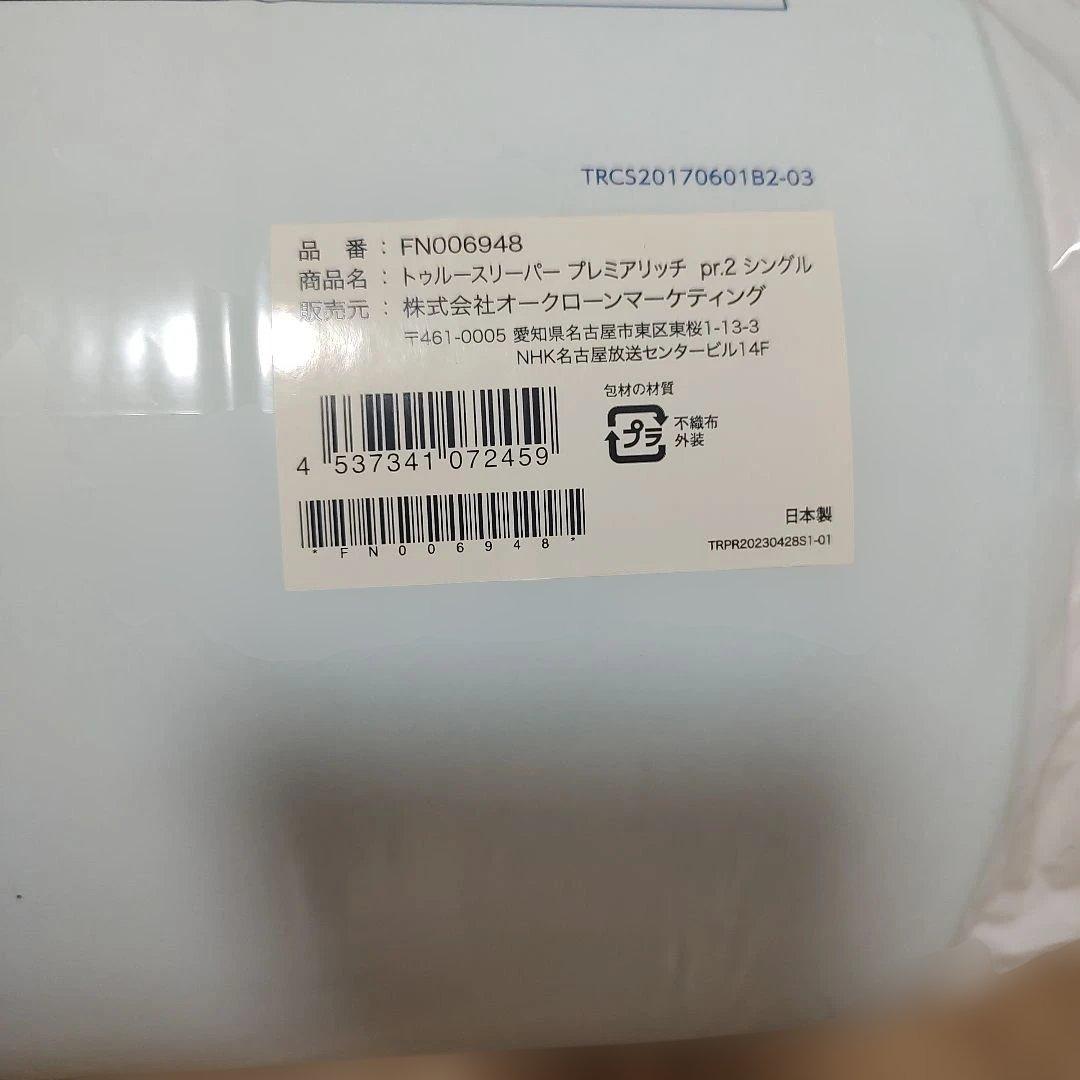 TRCS20170601B2-03
品 番 : FN006948
商品名 : トゥルースリーパー プレミアリッチ pr.2 シングル
販売元 : 株式会社オークローンマーケティング
〒461-0005 愛知県名古屋市東区東桜1-13-3
NHK名古屋放送センタービル14F
包材の材質
プラ
不織布
外装
4 537341 072459
*FN006948*
日本製
TRPR20230428S1-01